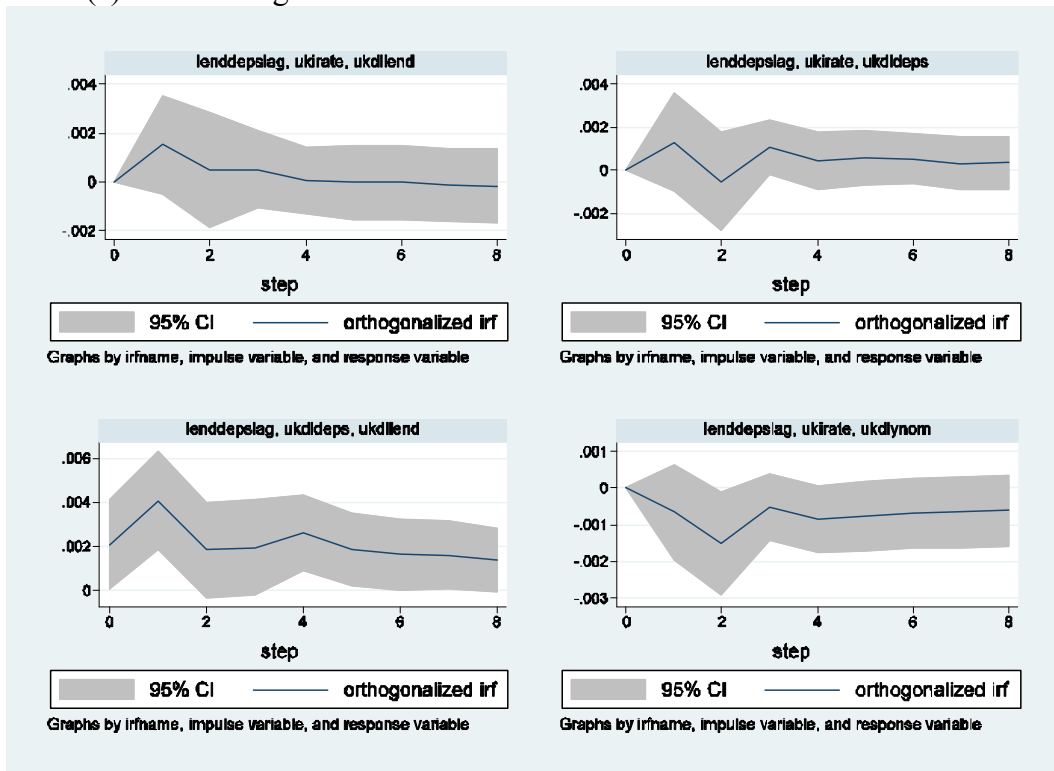 lenddepslag, ukirate, ukdllend
.004
.002
0
-.002
0 2 4 6 8
step
95% CI orthogonalized irf
Graphs by irfname, impulse variable, and response variable
lenddepslag, ukirate, ukdldeps
.004
.002
0
-.002
0 2 4 6 8
step
95% CI orthogonalized irf
Graphs by irfname, impulse variable, and response variable
lenddepslag, ukdldeps, ukdllend
.006
.004
.002
0
0 2 4 6 8
step
95% CI orthogonalized irf
Graphs by irfname, impulse variable, and response variable
lenddepslag, ukirate, ukdlynom
.001
0
-.001
-.002
-.003
0 2 4 6 8
step
95% CI orthogonalized irf
Graphs by irfname, impulse variable, and response variable